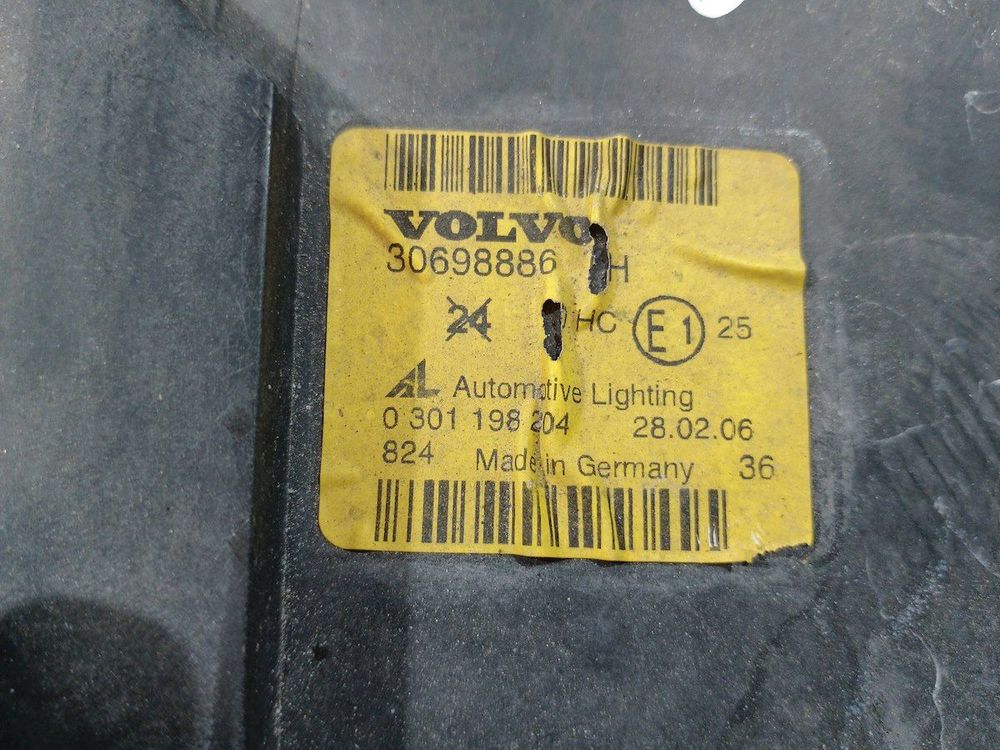 VOLVO
30698886 H
24 HC E1 25
AL Automotive Lighting
0 301 198 204 28.02.06
824 Made in Germany 36